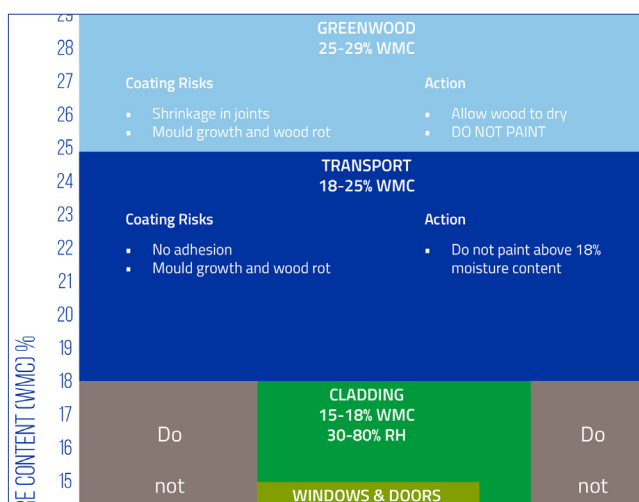 29
GREENWOOD
28
25-29% WMC
27
Coating Risks
Action
26
▪ Shrinkage in joints
▪ Allow wood to dry
▪ Mould growth and wood rot
▪ DO NOT PAINT
25
TRANSPORT
24
18-25% WMC
23
Coating Risks
Action
22
▪ No adhesion
▪ Do not paint above 18%
▪ Mould growth and wood rot
moisture content
21
20
19
18
CLADDING
17
15-18% WMC
Do
30-80% RH
Do
16
15
not
not
WINDOWS & DOORS
RE CONTENT (WMC) %